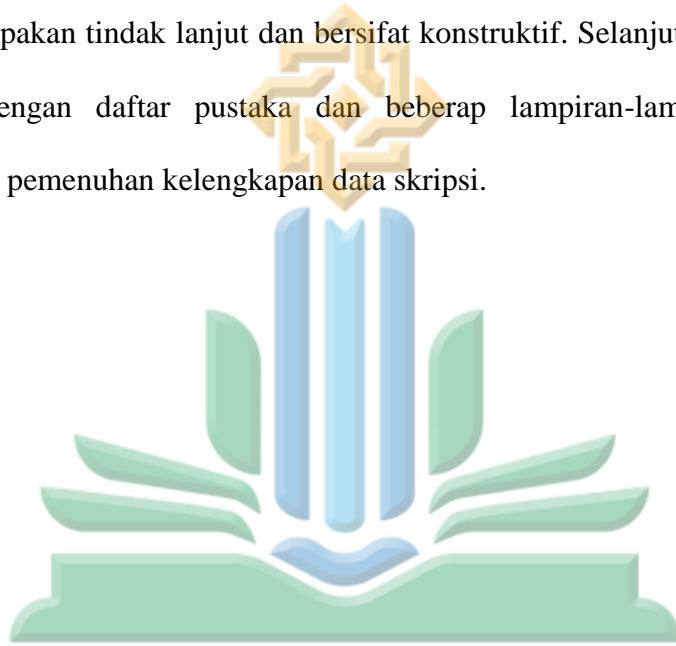 pakan tindak lanjut dan bersifat konstruktif. Selanjut
engan daftar pustaka dan beberap lampiran-lam
pemenuhan kelengkapan data skripsi.